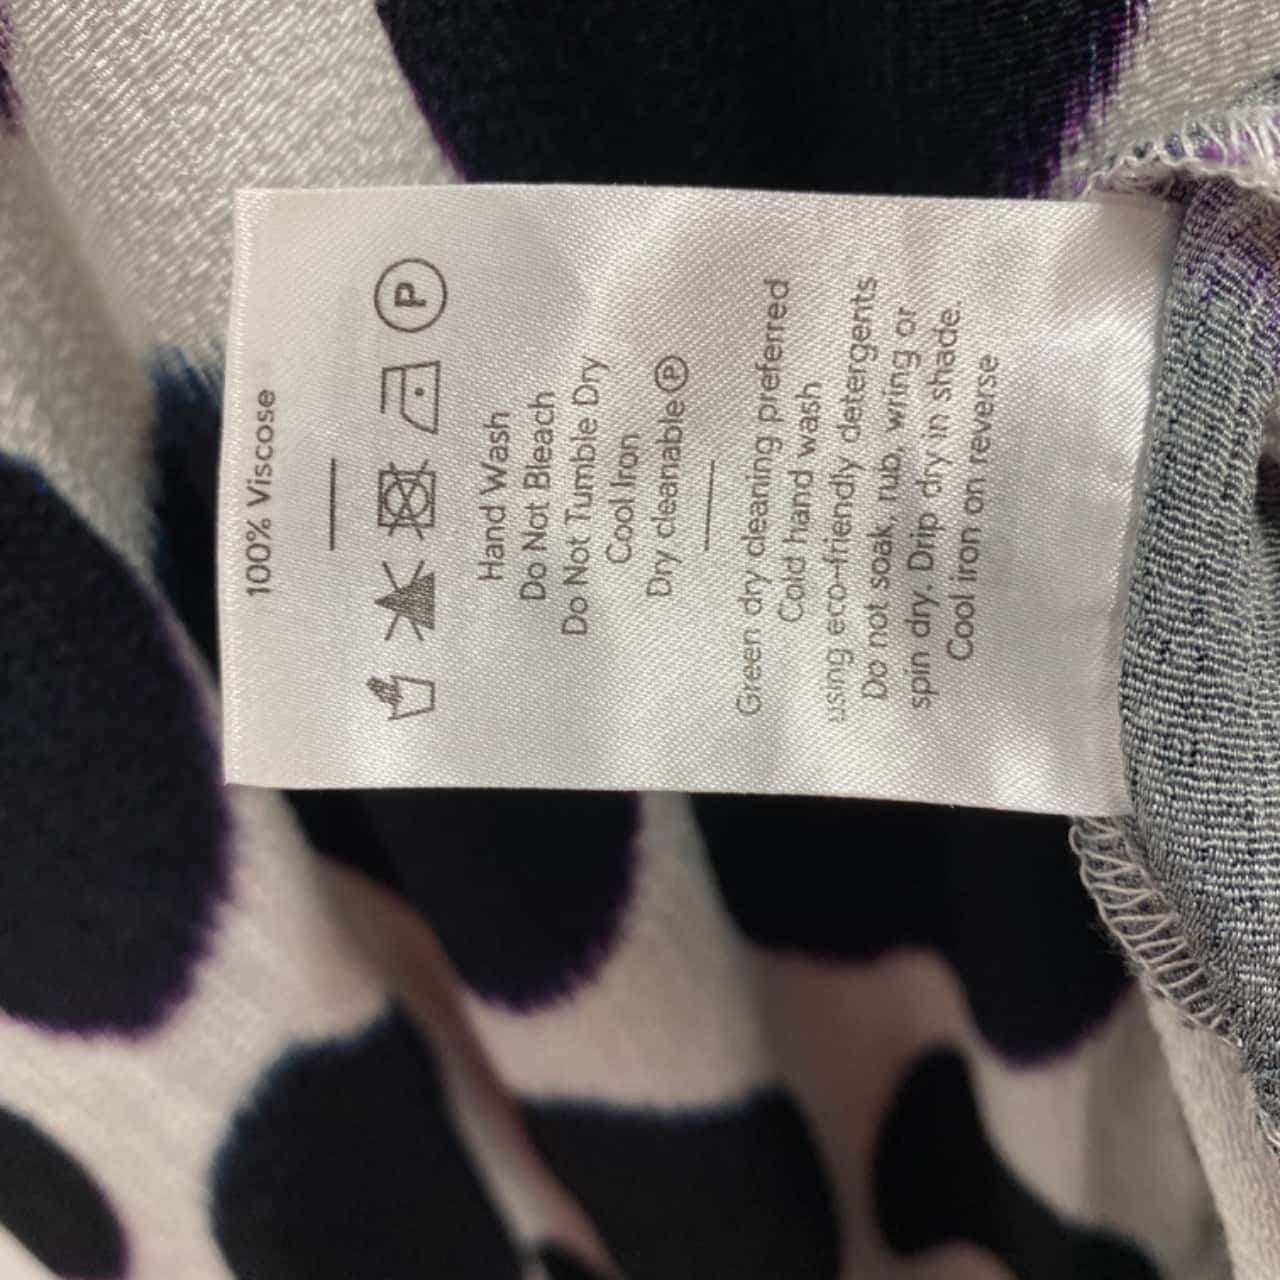 100% Viscose
P
Hand Wash
Do Not Bleach
Do Not Tumble Dry
Cool Iron
Dry cleanable Ⓟ
Green dry cleaning preferred
Cold hand wash
using eco-friendly detergents
Do not soak, rub, wring or
spin dry. Drip dry in shade.
Cool iron on reverse